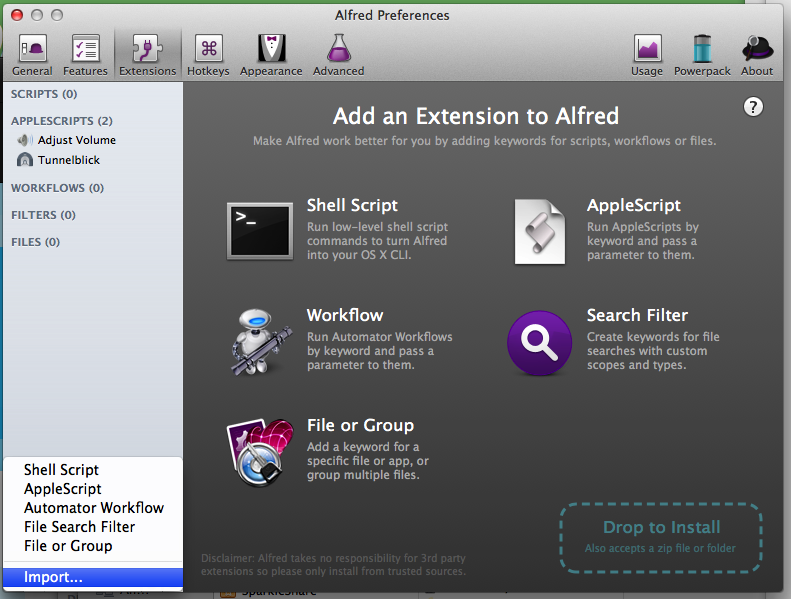 Alfred Preferences
General Features Extensions Hotkeys Appearance Advanced Usage Powerpack About
SCRIPTS (0)
APPLESCRIPTS (2)
Adjust Volume
Tunnelblick
WORKFLOWS (0)
FILTERS (0)
FILES (0)
?
Add an Extension to Alfred
Make Alfred work better for you by adding keywords for scripts, workflows or files.
>_
Shell Script
Run low-level shell script
commands to turn Alfred
into your OS X CLI.
AppleScript
Run AppleScripts by
keyword and pass a
parameter to them.
Workflow
Run Automator Workflows
by keyword and pass a
parameter to them.
Search Filter
Create keywords for file
searches with custom
scopes and types.
File or Group
Add a keyword for a
specific file or app, or
group multiple files.
Shell Script
AppleScript
Automator Workflow
File Search Filter
File or Group
Import...
Drop to Install
Also accepts a zip file or folder
Disclaimer: Alfred takes no responsibility for 3rd party
extensions so please only install from trusted sources.
SparkleShare